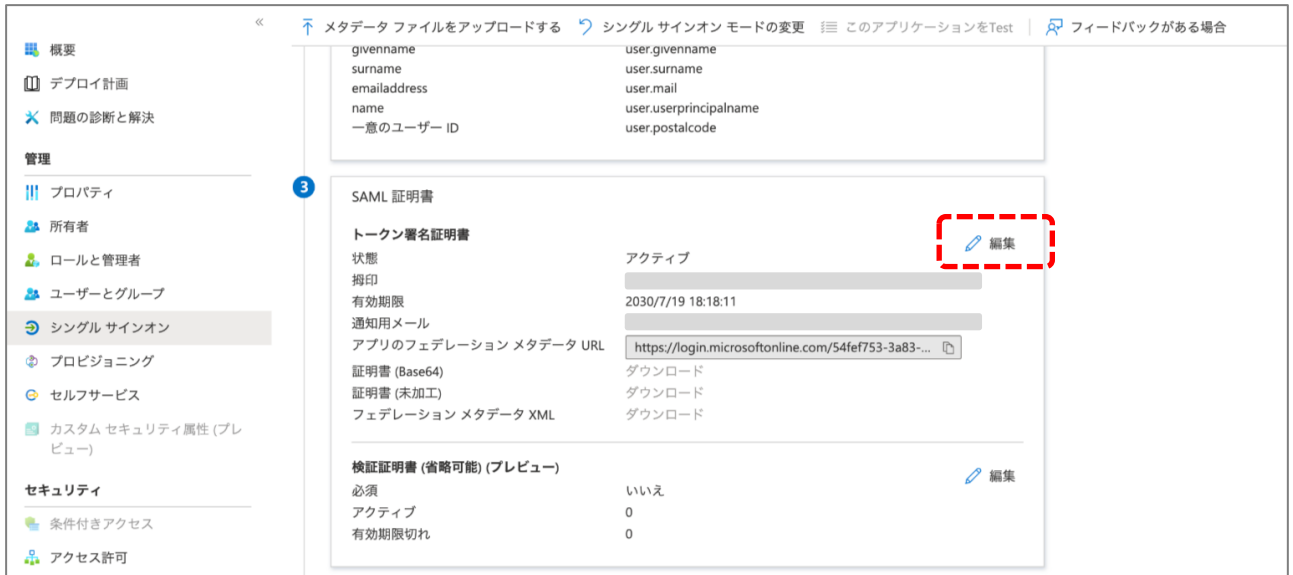 «
メタデータ ファイルをアップロードする シングル サインオン モードの変更 このアプリケーションをTest フィードバックがある場合
概要
デプロイ計画
問題の診断と解決
管理
プロパティ
所有者
ロールと管理者
ユーザーとグループ
シングル サインオン
プロビジョニング
セルフサービス
カスタム セキュリティ属性 (プレ
ビュー)
セキュリティ
条件付きアクセス
アクセス許可
givenname user.givenname
surname user.surname
emailaddress user.mail
name user.userprincipalname
一意のユーザー ID user.postalcode
3
SAML 証明書
トークン署名証明書 編集
状態 アクティブ
拇印
有効期限 2030/7/19 18:18:11
通知用メール
アプリのフェデレーション メタデータ URL https://login.microsoftonline.com/54fef753-3a83-...
証明書 (Base64) ダウンロード
証明書 (未加工) ダウンロード
フェデレーション メタデータ XML ダウンロード
検証証明書 (省略可能) (プレビュー) 編集
必須 いいえ
アクティブ 0
有効期限切れ 0